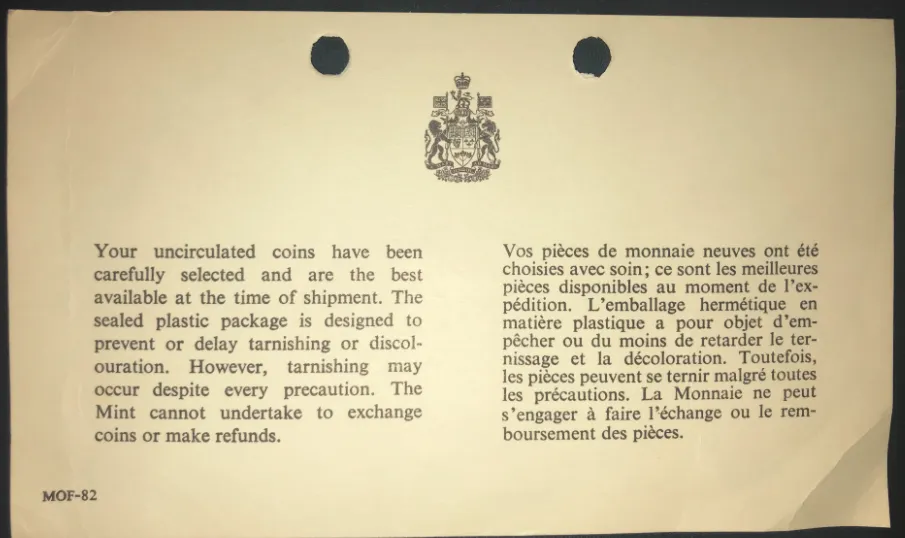 Your uncirculated coins have been
carefully selected and are the best
available at the time of shipment. The
sealed plastic package is designed to
prevent or delay tarnishing or discol-
ouration. However, tarnishing may
occur despite every precaution. The
Mint cannot undertake to exchange
coins or make refunds.
Vos pièces de monnaie neuves ont été
choisies avec soin; ce sont les meilleures
pièces disponibles au moment de l'ex-
pédition. L'emballage hermétique en
matière plastique a pour objet d'em-
pêcher ou du moins de retarder le ter-
nissage et la décoloration. Toutefois,
les pièces peuvent se ternir malgré toutes
les précautions. La Monnaie ne peut
s'engager à faire l'échange ou le rem-
boursement des pièces.
MOF-82